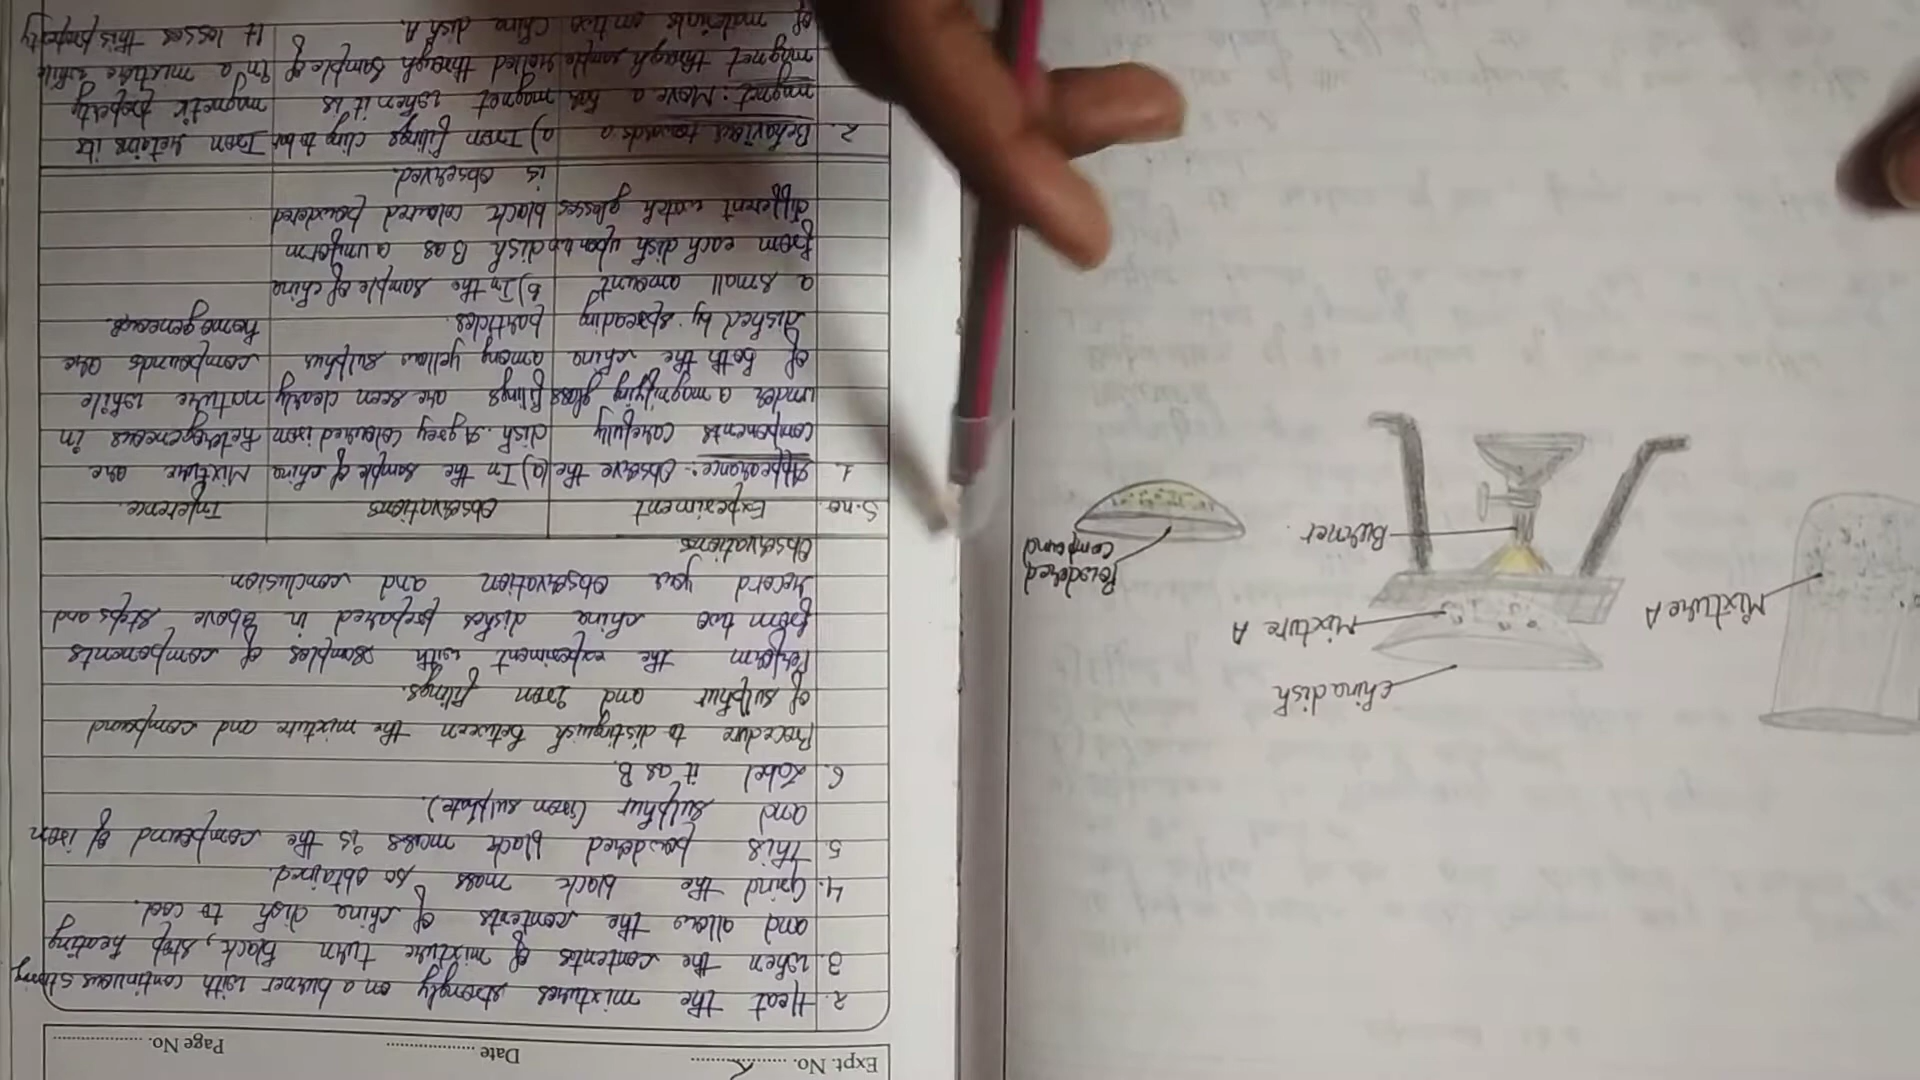 Expt. No.
Date
Page No.
2. Heat the mixtures strongly on a burner with continuous stirring
3. When the contents of mixture turn black, stop heating
and allow the contents of china dish to cool.
4. Grind the black mass so obtained.
5. This powdered black mass is the compound of iron
and sulphur (iron sulphate).
6. Label it as B.
Procedure to distinguish between the mixture and compound
of sulphur and Iron filings.
Perform the experiment with samples of components
from two china dishes prepared in above steps and
record your observation and conclusion
Observations
S.no. Experiment Observations Inference.
1. Appearance:- Observe the a) In the sample of china Mixture are
components carefully dish. A grey coloured iron heterogeneous in
under a magnifying glass filings are seen clearly nature while
of both the china among yellow sulphur compounds are
dished by spreading particles. homogeneous.
a small amount b) In the sample of china
from each dish upon dish B as a uniform
different watch glasses black coloured powdered
is observed
2. Behaviour towards a a) Iron filings cling to bar Iron retains its
magnet: Move a bar magnet when it is magnetic property
magnet through sample rolled through sample of in a mixture while
of materials on two china dish A. it losses this property
China dish
Mixture A
Burner
Powdered
compound
Mixture A